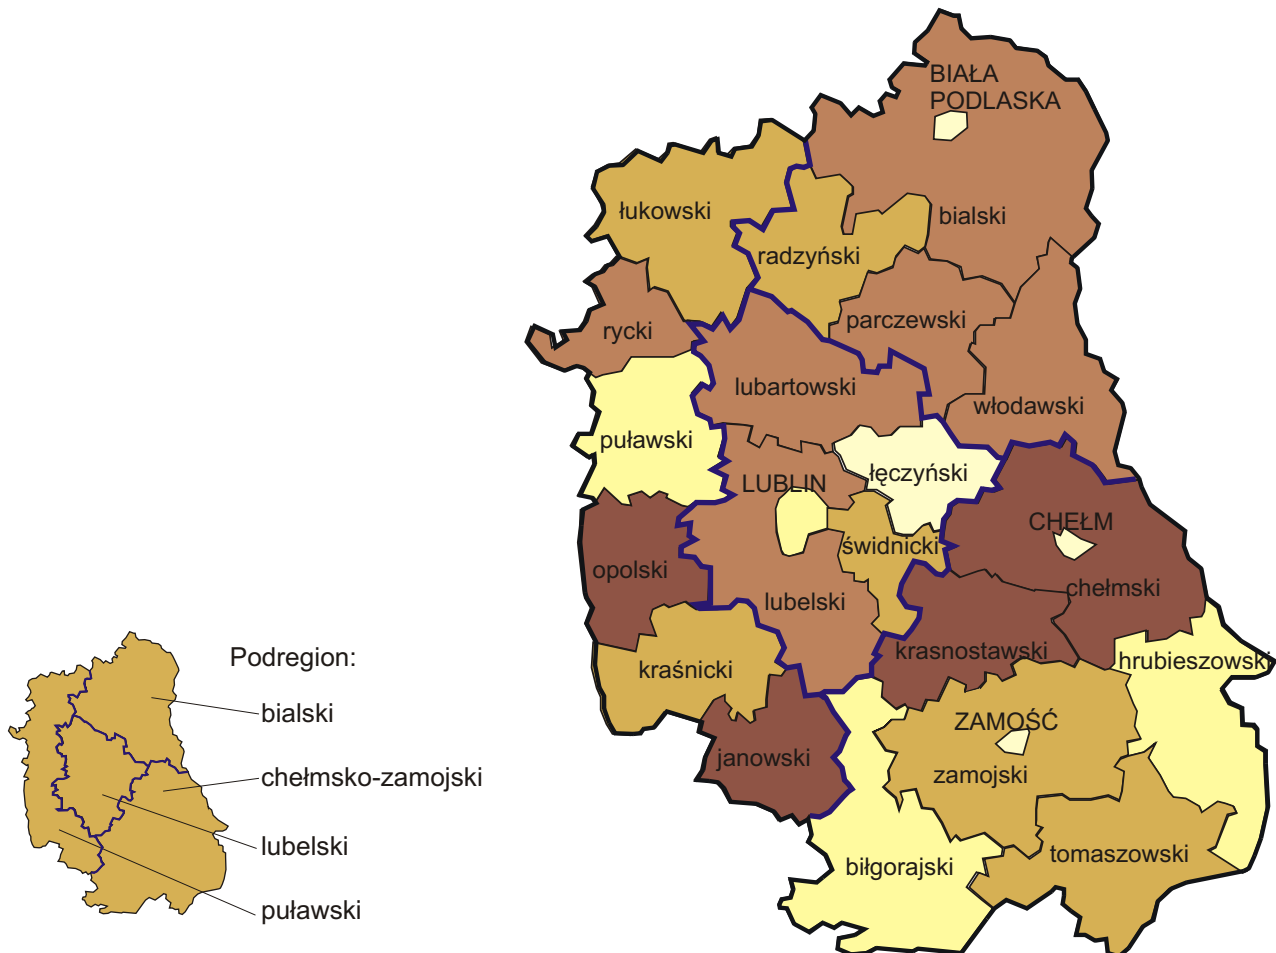 BIAŁA
PODLASKA
łukowski
bialski
radzyński
rycki
parczewski
lubartowski
włodawski
puławski
łęczyński
LUBLIN
CHEŁM
świdnicki
opolski
chełmski
lubelski
krasnostawski
hrubieszowski
kraśnicki
ZAMOŚĆ
janowski
zamojski
tomaszowski
biłgorajski
Podregion:
bialski
chełmsko-zamojski
lubelski
puławski